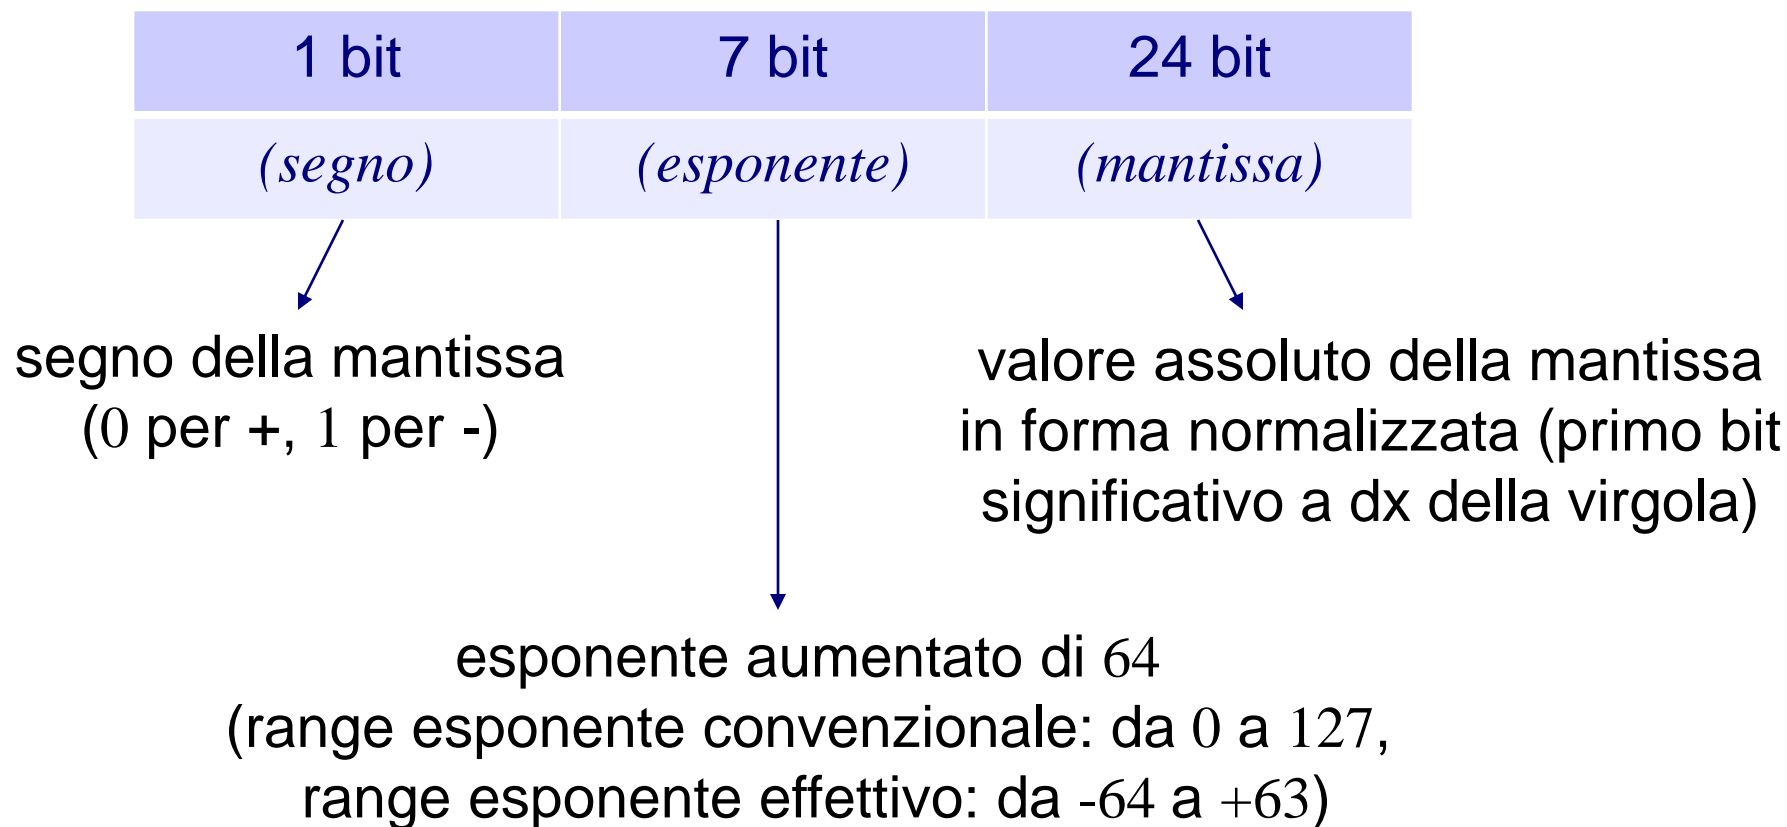 1 bit 7 bit 24 bit
(segno) (esponente) (mantissa)
segno della mantissa
(0 per +, 1 per -)
valore assoluto della mantissa
in forma normalizzata (primo bit
significativo a dx della virgola)
esponente aumentato di 64
(range esponente convenzionale: da 0 a 127,
range esponente effettivo: da -64 a +63)